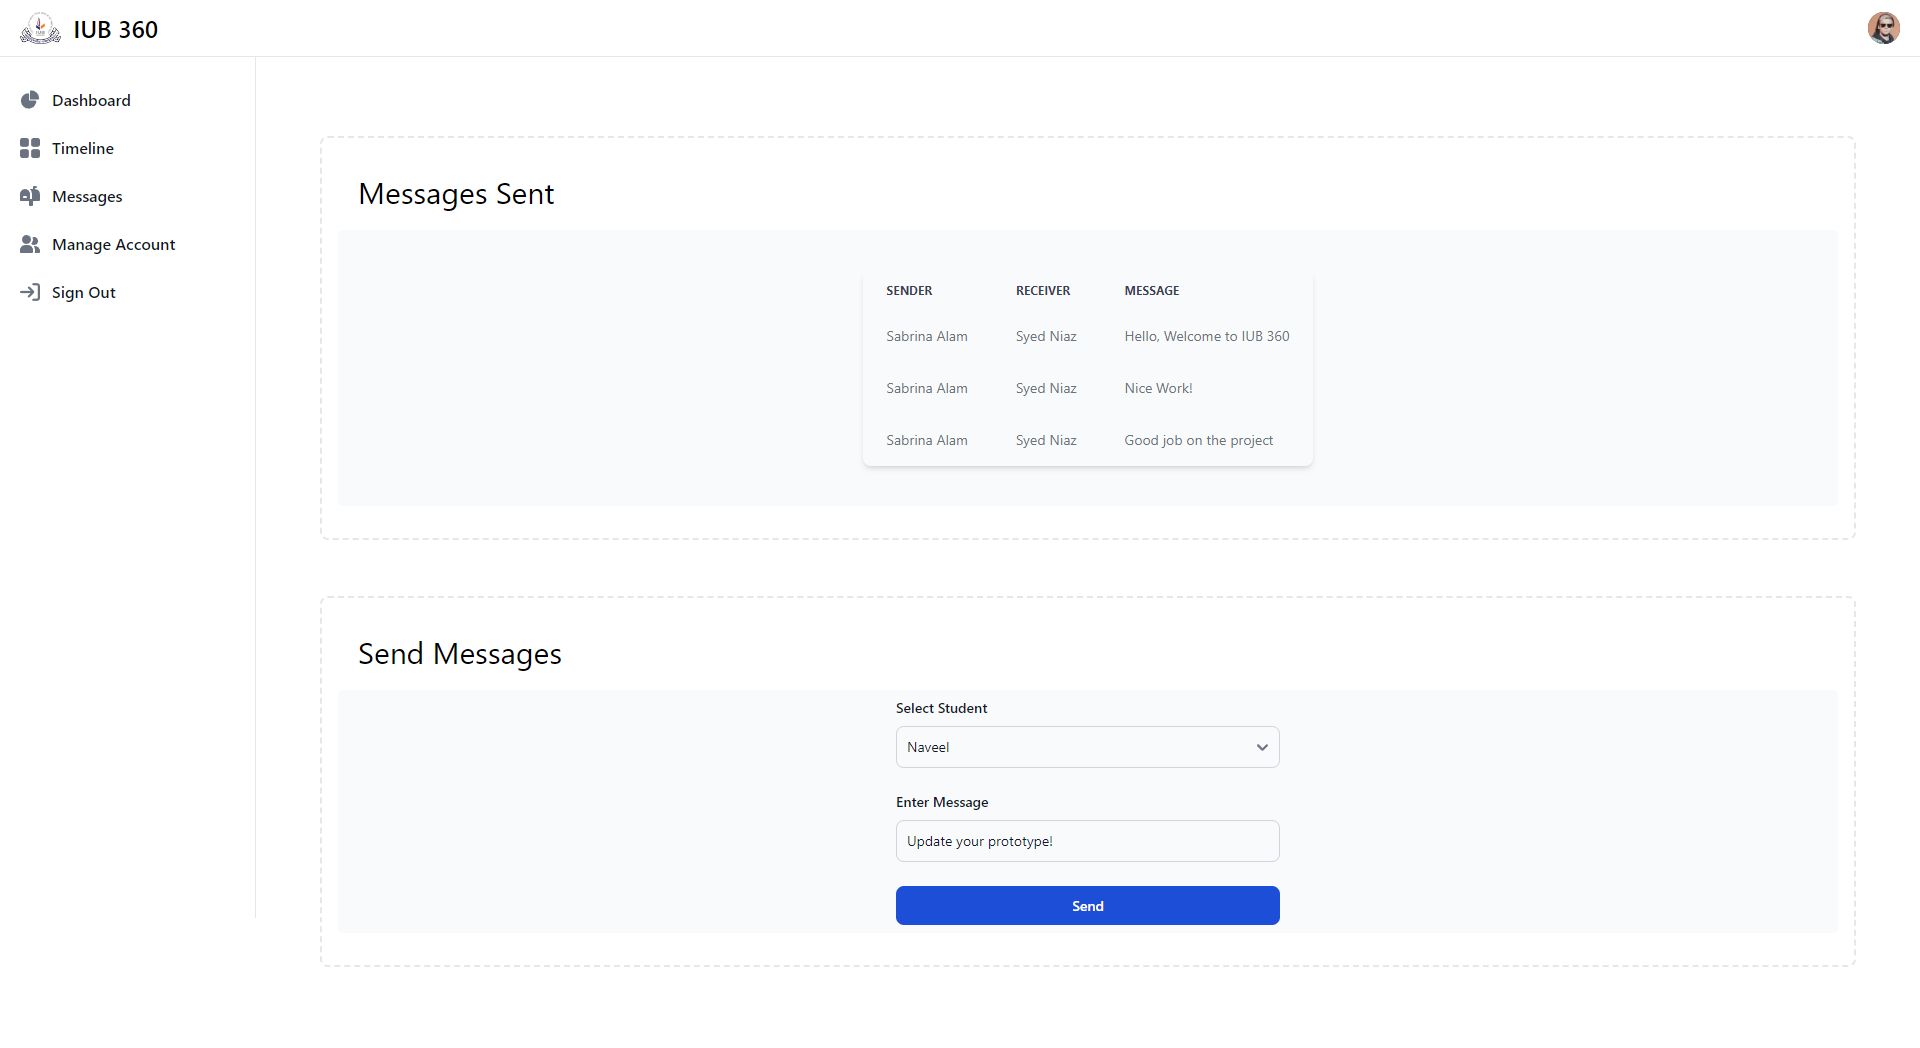 IUB 360
Dashboard
Timeline
Messages
Manage Account
Sign Out
Messages Sent
SENDER RECEIVER MESSAGE
Sabrina Alam Syed Niaz Hello, Welcome to IUB 360
Sabrina Alam Syed Niaz Nice Work!
Sabrina Alam Syed Niaz Good job on the project
Send Messages
Select Student
Naveel
Enter Message
Update your prototype!
Send